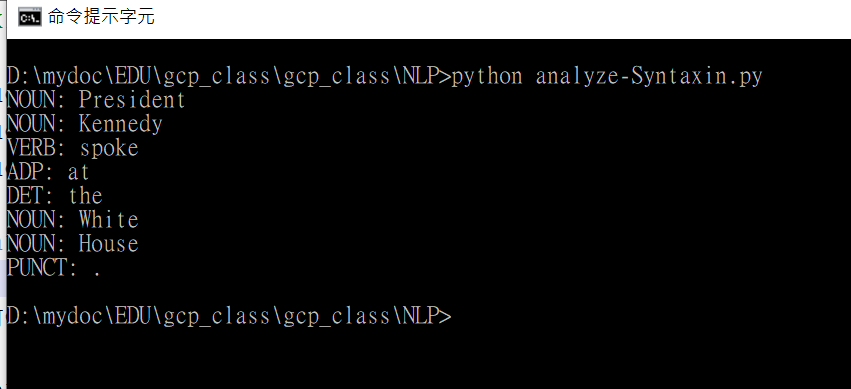 命令提示字元
D:\mydoc\EDU\gcp_class\gcp_class\NLP>python analyze-Syntaxin.py
NOUN: President
NOUN: Kennedy
VERB: spoke
ADP: at
DET: the
NOUN: White
NOUN: House
PUNCT: .
D:\mydoc\EDU\gcp_class\gcp_class\NLP>